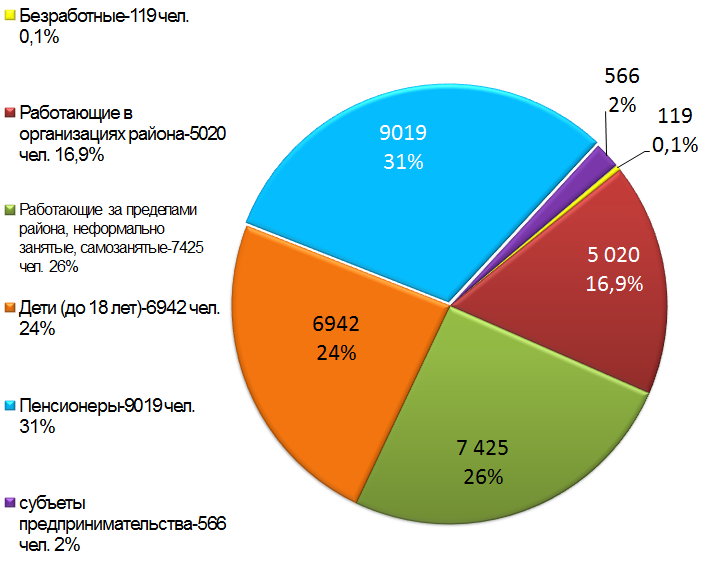 Безработные-119 чел.
0,1%
Работающие в
организациях района-5020
чел. 16,9%
Работающие за пределами
района, неформально
занятые, самозанятые-7425
чел. 26%
Дети (до 18 лет)-6942 чел.
24%
Пенсионеры-9019 чел.
31%
субъеты
предпринимательства-566
чел. 2%
9019
31%
566
2%
119
0,1%
5 020
16,9%
6942
24%
7 425
26%